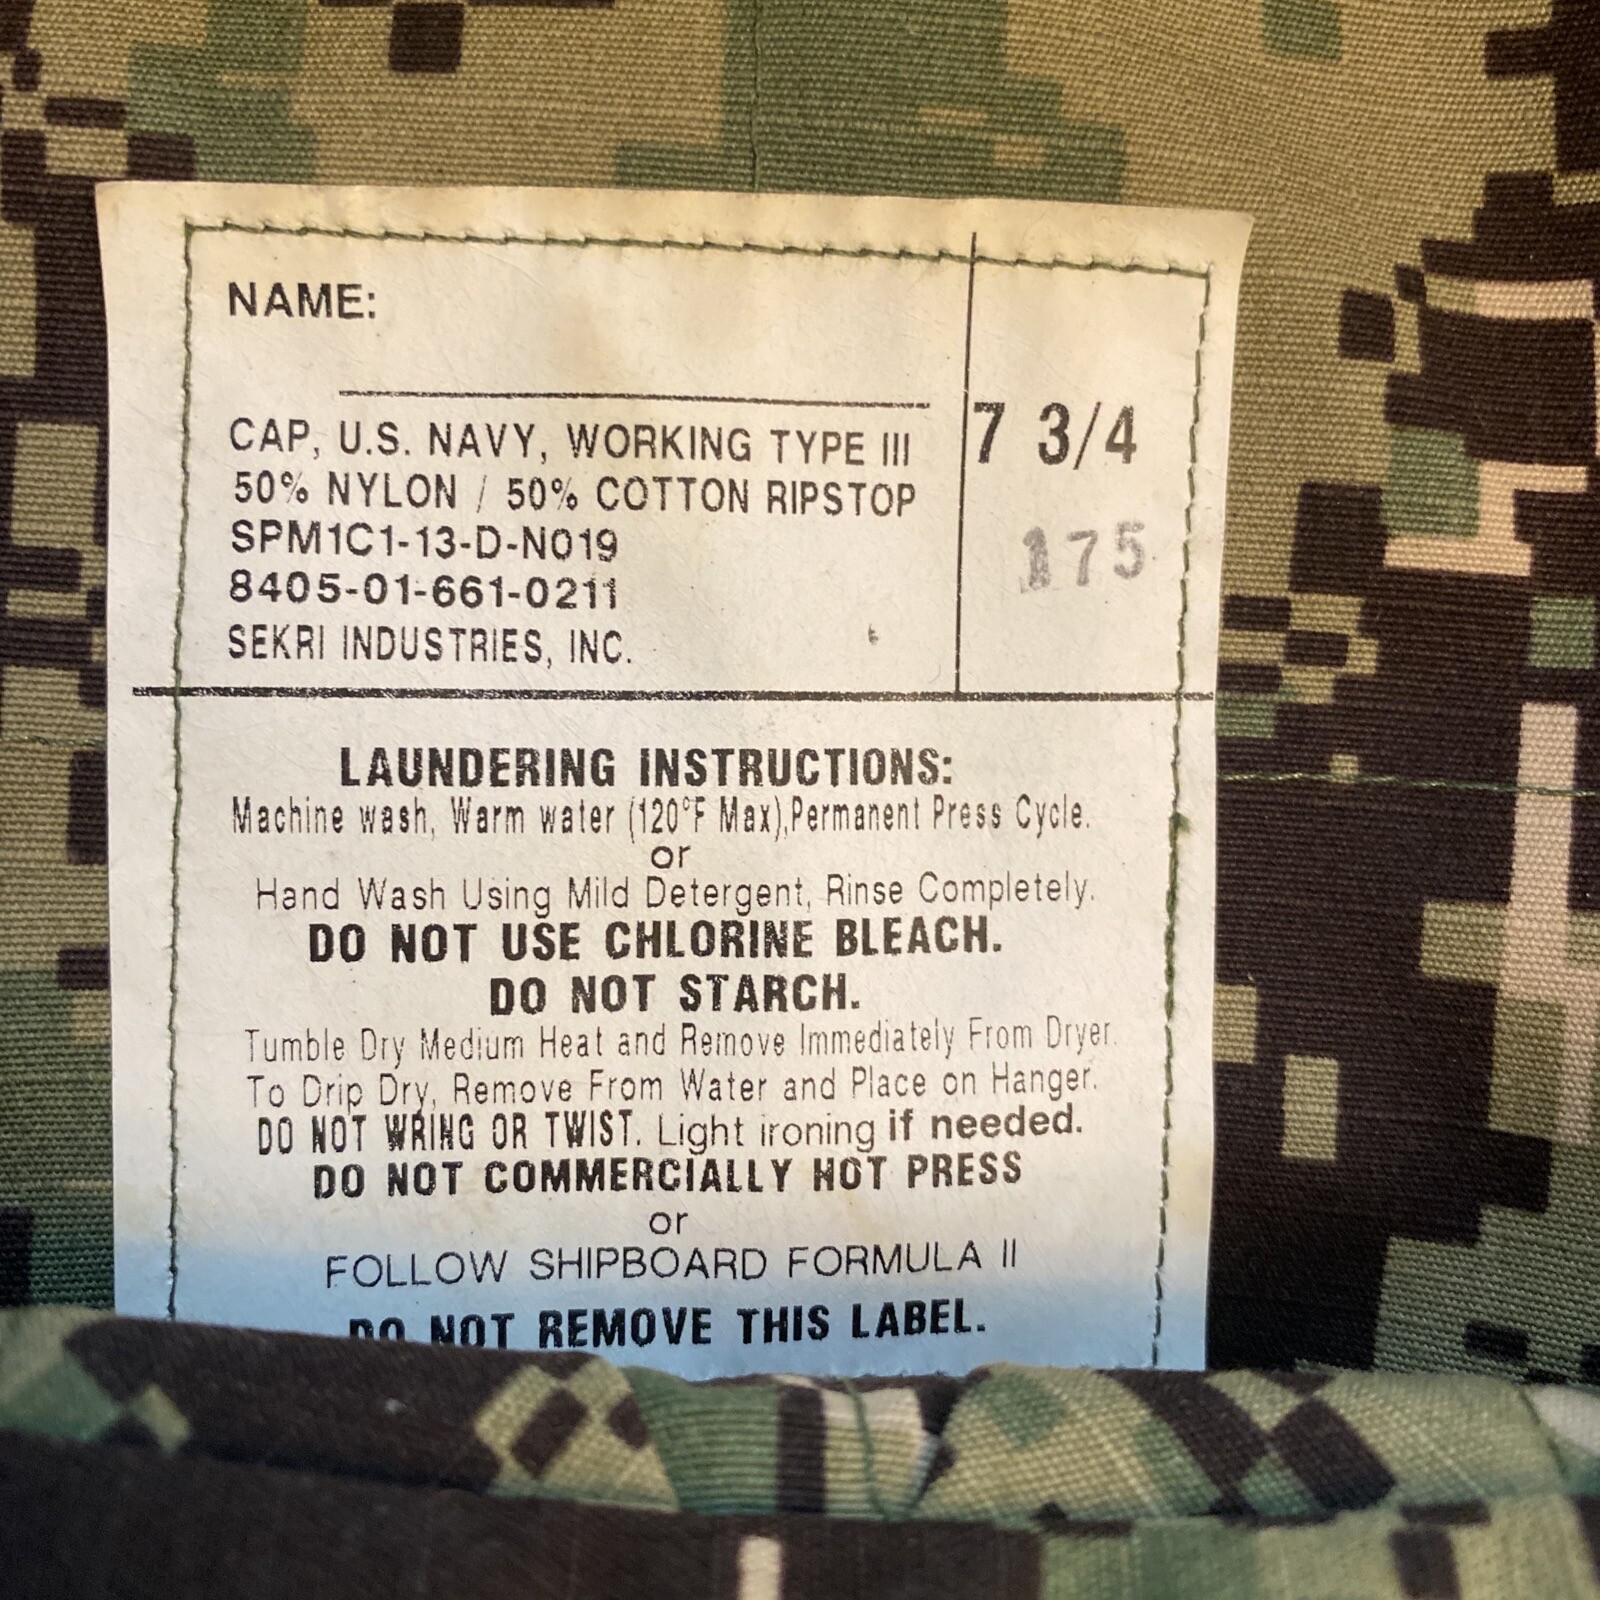 NAME:
CAP, U.S. NAVY, WORKING TYPE III
50% NYLON / 50% COTTON RIPSTOP
SPM1C1-13-D-N019
8405-01-661-0211
SEKRI INDUSTRIES, INC.
7 3/4
175
LAUNDERING INSTRUCTIONS:
Machine wash, Warm water (120°F Max),Permanent Press Cycle.
or
Hand Wash Using Mild Detergent, Rinse Completely.
DO NOT USE CHLORINE BLEACH.
DO NOT STARCH.
Tumble Dry Medium Heat and Remove Immediately From Dryer.
To Drip Dry, Remove From Water and Place on Hanger.
DO NOT WRING OR TWIST. Light ironing if needed.
DO NOT COMMERCIALLY HOT PRESS
or
FOLLOW SHIPBOARD FORMULA II
DO NOT REMOVE THIS LABEL.